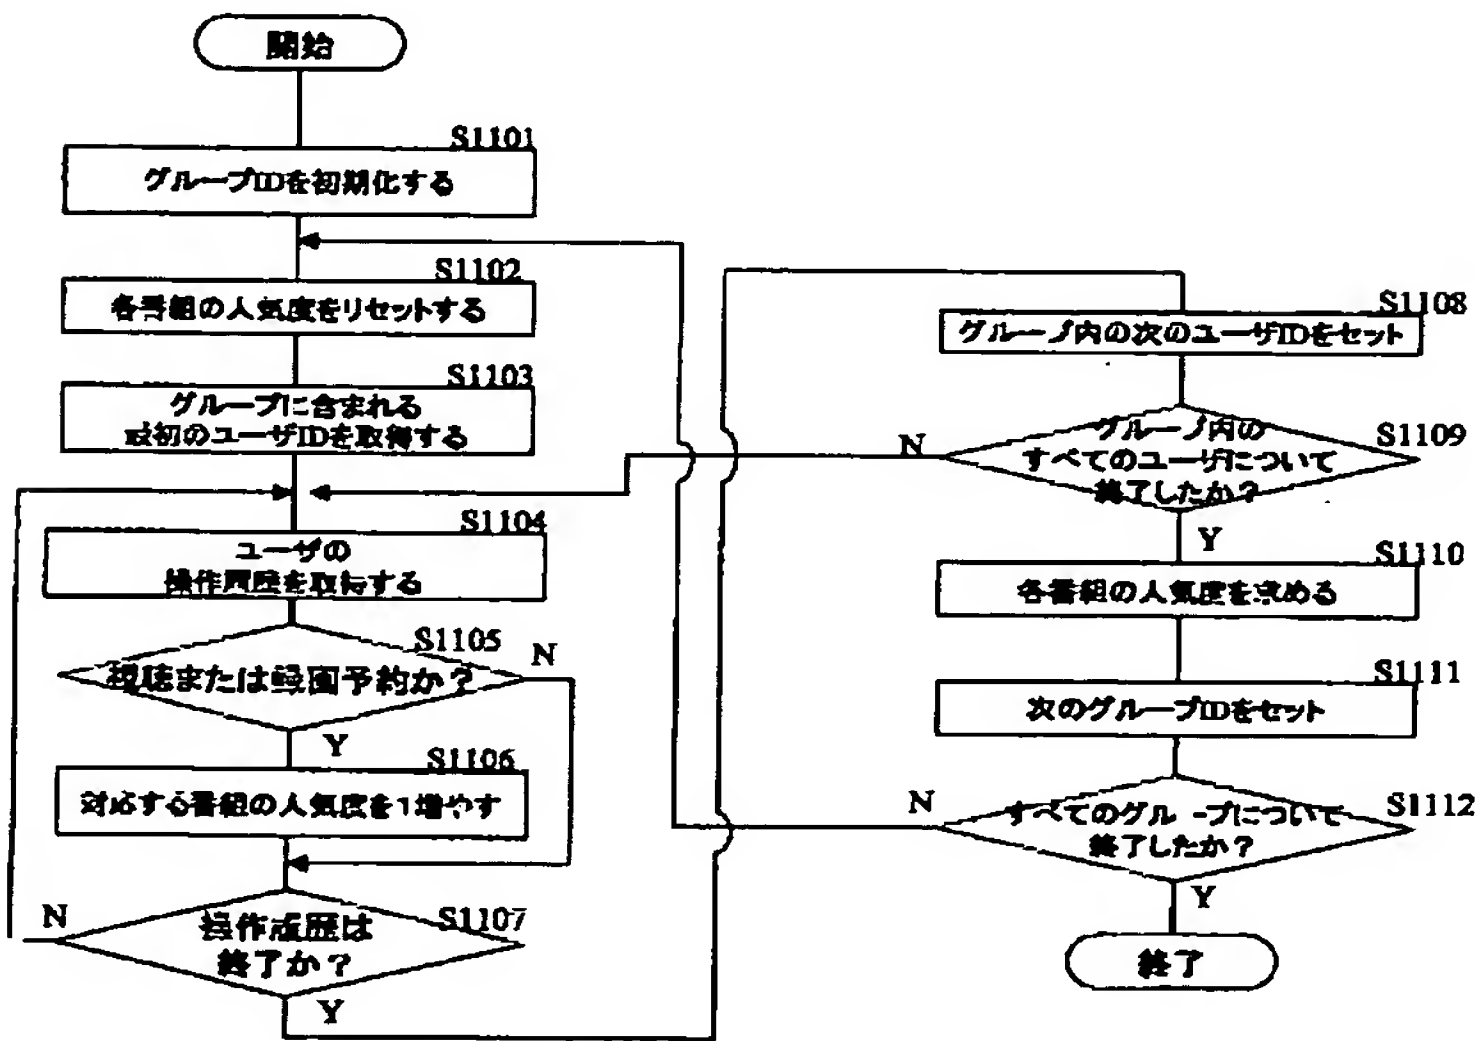 開始
S1101
グループIDを初期化する
S1102
各番組の人気度をリセットする
S1103
グループに含まれる
最初のユーザIDを取得する
S1104
ユーザの
操作履歴を取得する
S1105
視聴または録画予約か?
N
Y
S1106
対応する番組の人気度を1増やす
S1107
操作履歴は
終了か?
N
Y
S1108
グループ内の次のユーザIDをセット
S1109
グループ内の
すべてのユーザについて
終了したか?
N
Y
S1110
各番組の人気度を求める
S1111
次のグループIDをセット
S1112
すべてのグループについて
終了したか?
N
Y
終了